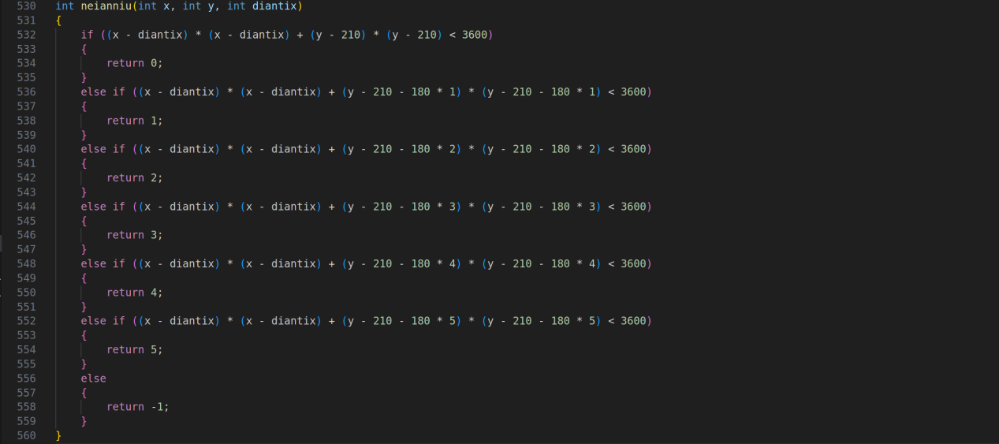 530 int neianniu(int x, int y, int diantix)
531 {
532     if ((x - diantix) * (x - diantix) + (y - 210) * (y - 210) < 3600)
533     {
534         return 0;
535     }
536     else if ((x - diantix) * (x - diantix) + (y - 210 - 180 * 1) * (y - 210 - 180 * 1) < 3600)
537     {
538         return 1;
539     }
540     else if ((x - diantix) * (x - diantix) + (y - 210 - 180 * 2) * (y - 210 - 180 * 2) < 3600)
541     {
542         return 2;
543     }
544     else if ((x - diantix) * (x - diantix) + (y - 210 - 180 * 3) * (y - 210 - 180 * 3) < 3600)
545     {
546         return 3;
547     }
548     else if ((x - diantix) * (x - diantix) + (y - 210 - 180 * 4) * (y - 210 - 180 * 4) < 3600)
549     {
550         return 4;
551     }
552     else if ((x - diantix) * (x - diantix) + (y - 210 - 180 * 5) * (y - 210 - 180 * 5) < 3600)
553     {
554         return 5;
555     }
556     else
557     {
558         return -1;
559     }
560 }